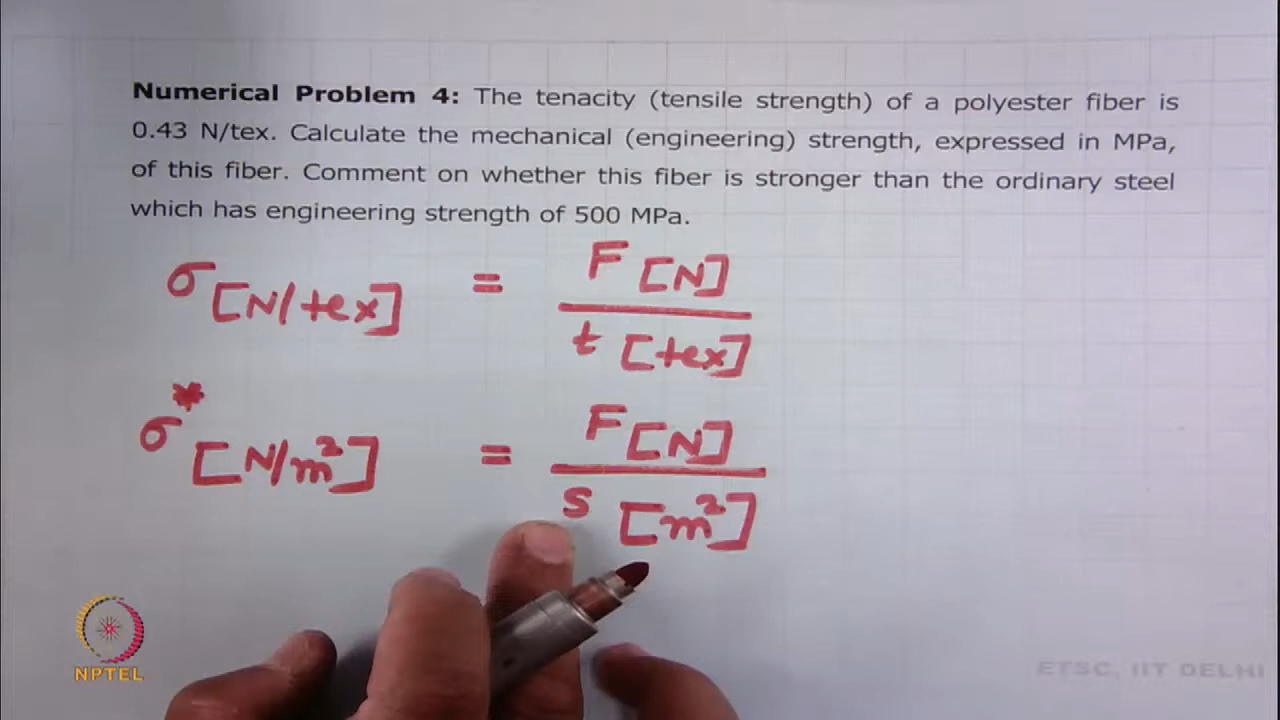 Numerical Problem 4: The tenacity (tensile strength) of a polyester fiber is
0.43 N/tex. Calculate the mechanical (engineering) strength, expressed in MPa,
of this fiber. Comment on whether this fiber is stronger than the ordinary steel
which has engineering strength of 500 MPa.
σ [N/tex] = F [N] / t [tex]
σ* [N/m²] = F [N] / S [m²]
NPTEL
ETSC, IIT DELHI